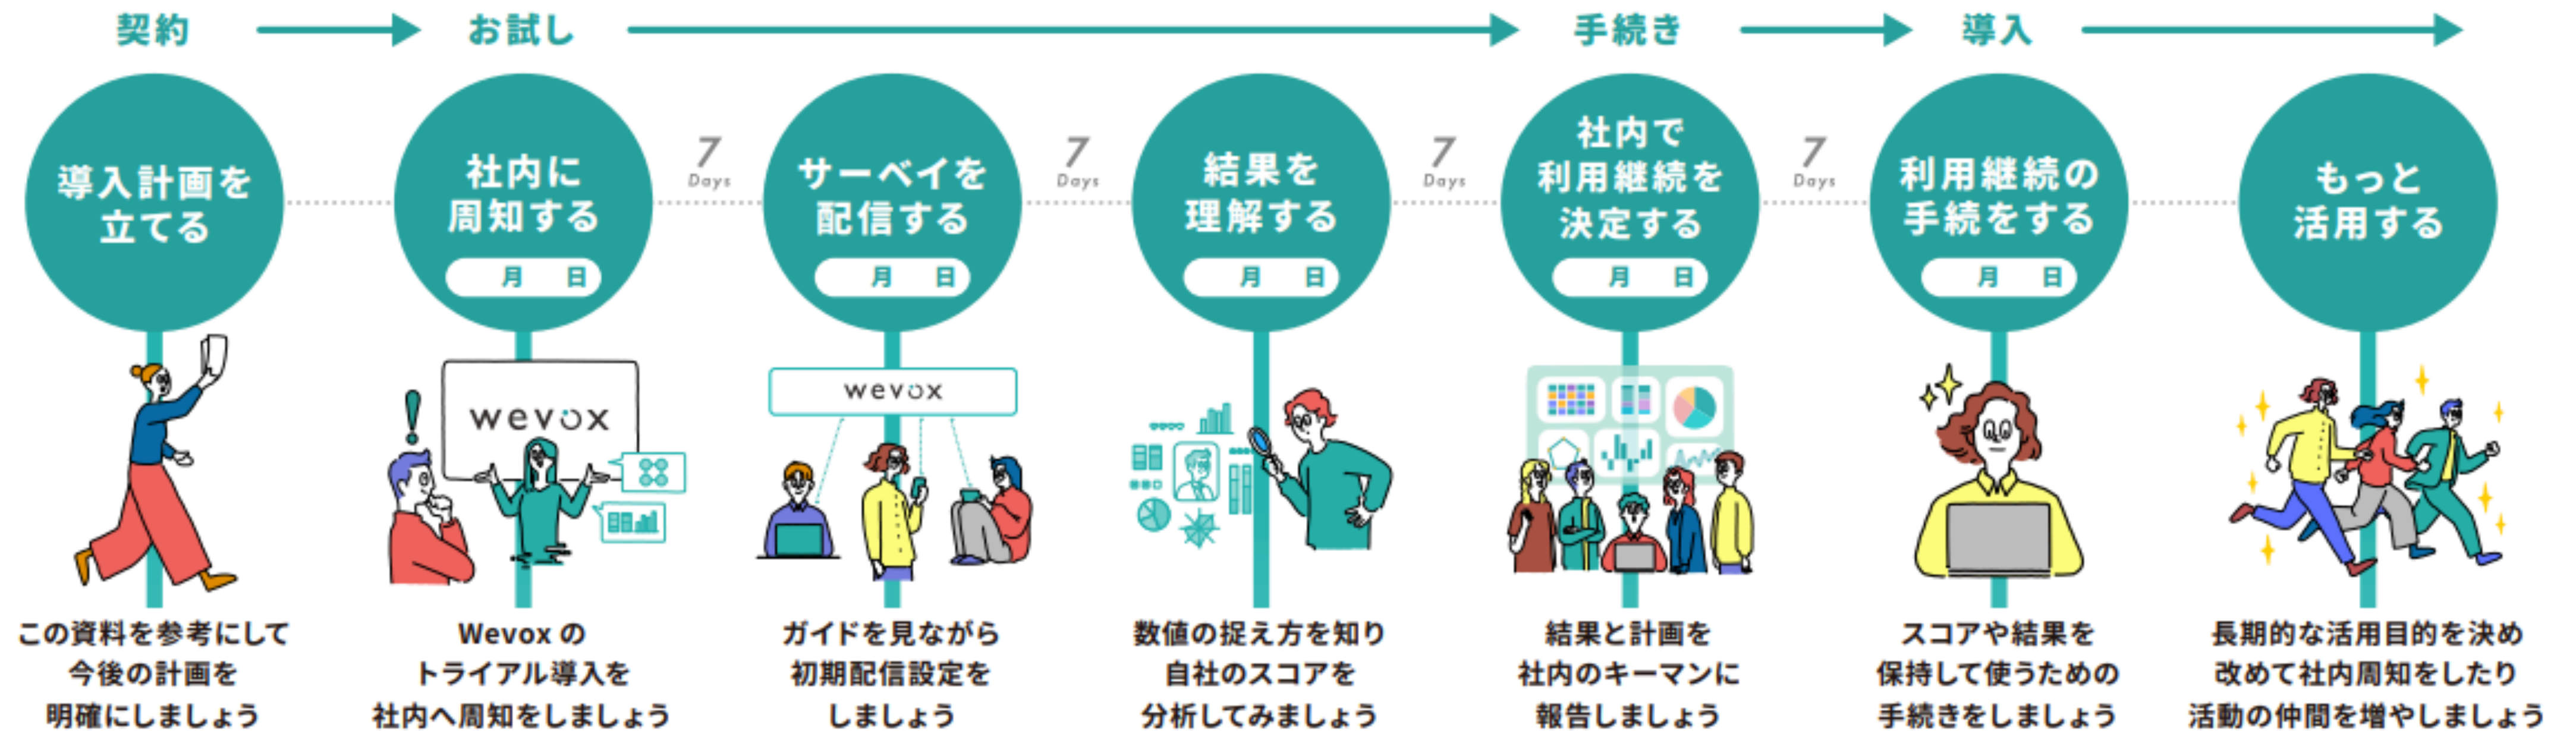 契約
お試し
手続き
導入
導入計画を
立てる
社内に
周知する
月 日
7
Days
サーベイを
配信する
月 日
7
Days
結果を
理解する
月 日
7
Days
社内で
利用継続を
決定する
月 日
7
Days
利用継続の
手続をする
月 日
もっと
活用する
wevox
wevox
この資料を参考にして
今後の計画を
明確にしましょう
Wevox の
トライアル導入を
社内へ周知をしましょう
ガイドを見ながら
初期配信設定を
しましょう
数値の捉え方を知り
自社のスコアを
分析してみましょう
結果と計画を
社内のキーマンに
報告しましょう
スコアや結果を
保持して使うための
手続きをしましょう
長期的な活用目的を決め
改めて社内周知をしたり
活動の仲間を増やしましょう